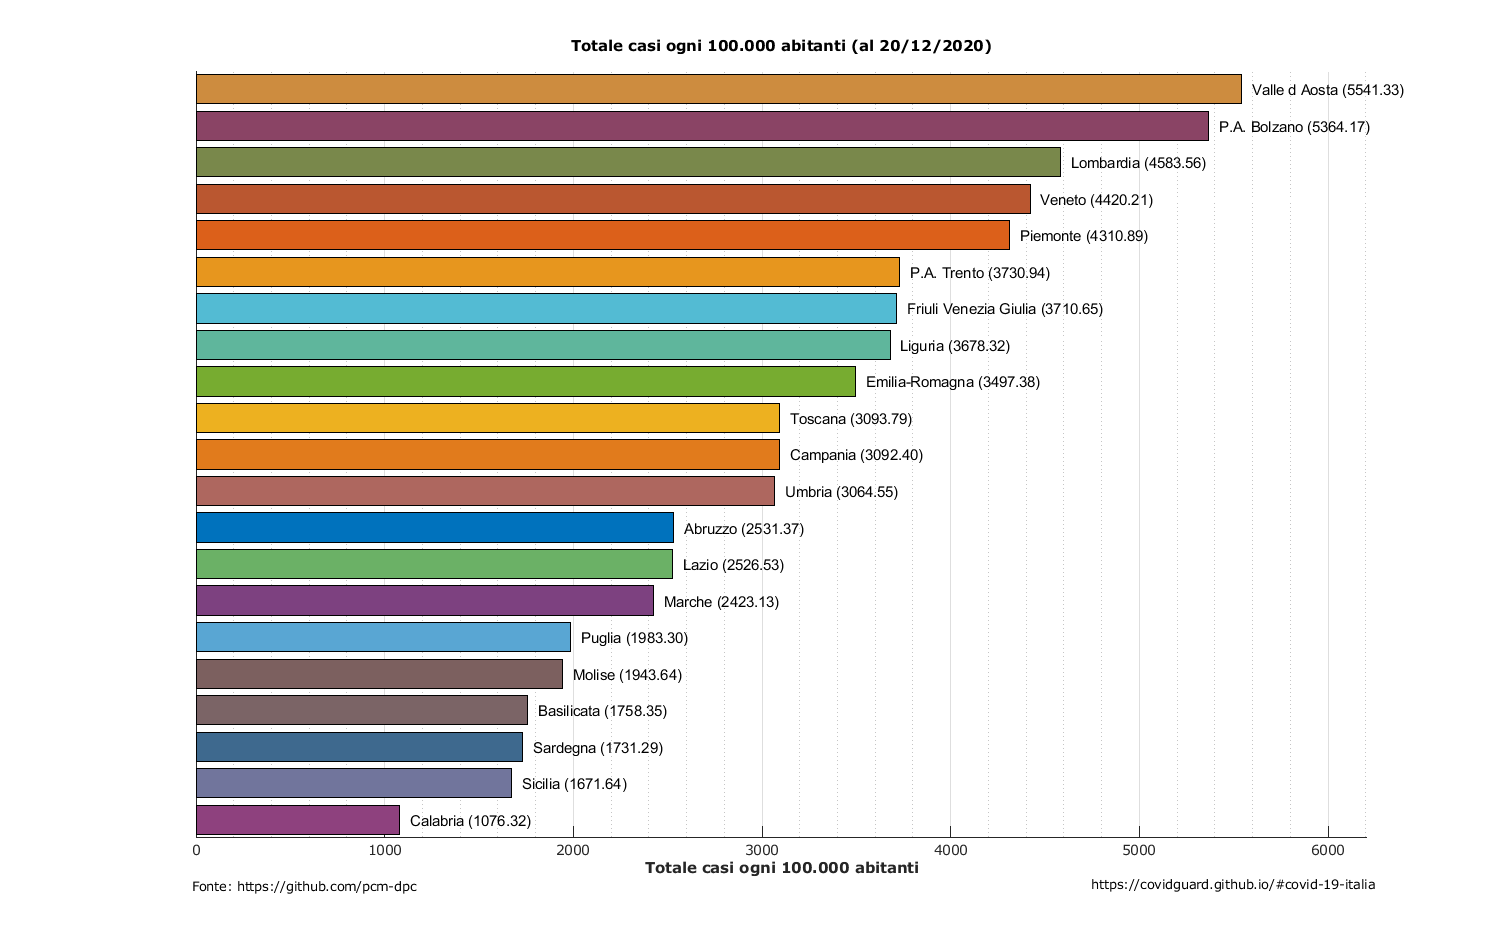 Totale casi ogni 100.000 abitanti (al 20/12/2020)
Valle d Aosta (5541.33)
P.A. Bolzano (5364.17)
Lombardia (4583.56)
Veneto (4420.21)
Piemonte (4310.89)
P.A. Trento (3730.94)
Friuli Venezia Giulia (3710.65)
Liguria (3678.32)
Emilia-Romagna (3497.38)
Toscana (3093.79)
Campania (3092.40)
Umbria (3064.55)
Abruzzo (2531.37)
Lazio (2526.53)
Marche (2423.13)
Puglia (1983.30)
Molise (1943.64)
Basilicata (1758.35)
Sardegna (1731.29)
Sicilia (1671.64)
Calabria (1076.32)
0 1000 2000 3000 4000 5000 6000
Totale casi ogni 100.000 abitanti
Fonte: https://github.com/pcm-dpc
https://covidguard.github.io/#covid-19-italia